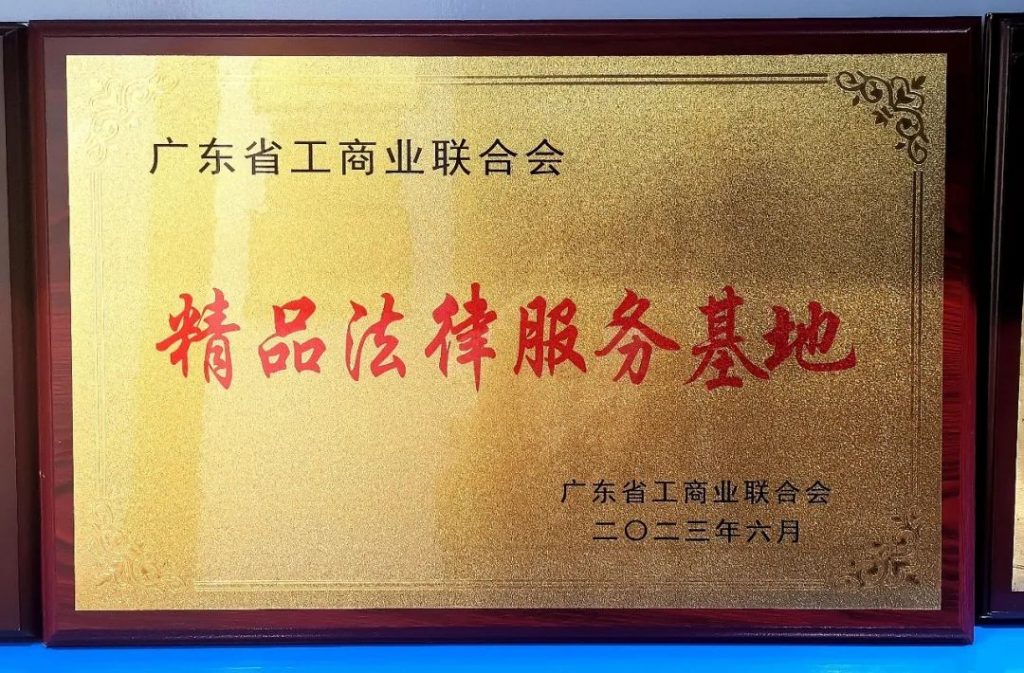 广东省工商业联合会
精品法律服务基地
广东省工商业联合会
二〇二三年六月